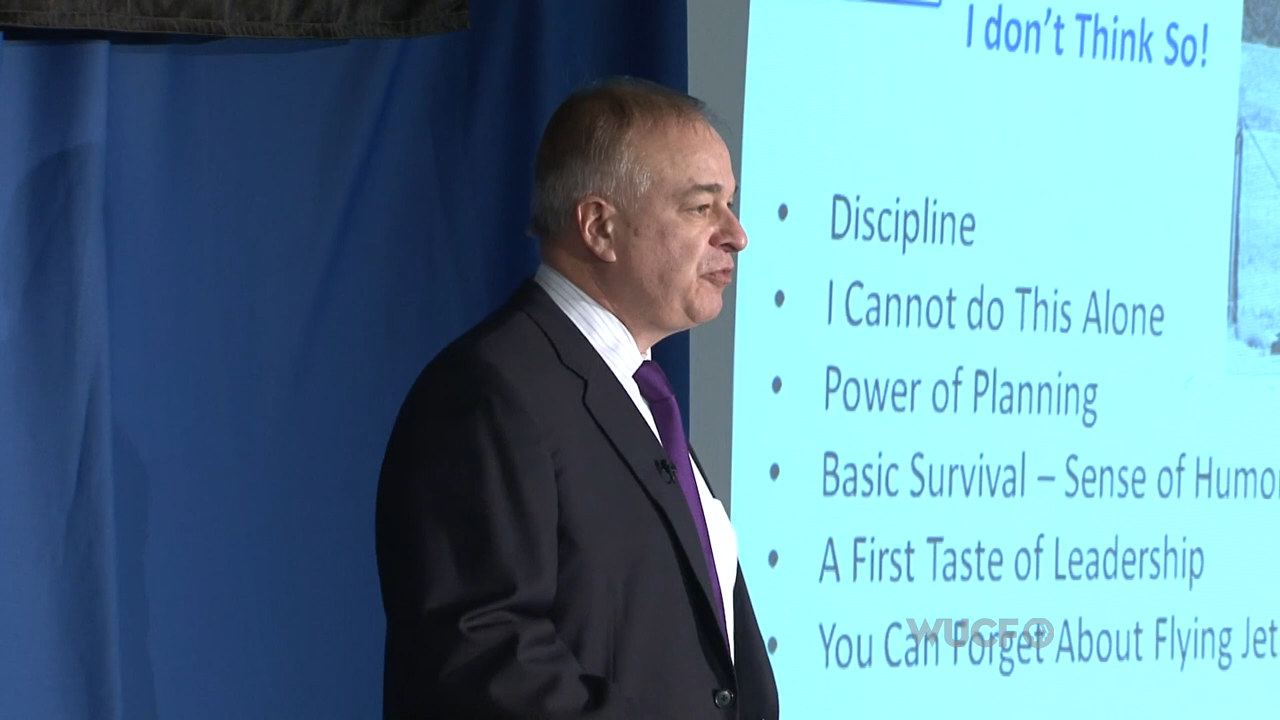 I don't Think So!
• Discipline
• I Cannot do This Alone
• Power of Planning
• Basic Survival – Sense of Humor
• A First Taste of Leadership
• You Can Forget About Flying Jet
WUCF